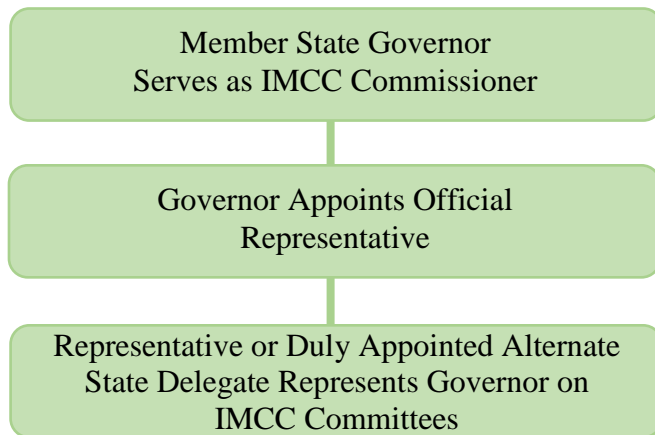 Member State Governor
Serves as IMCC Commissioner
Governor Appoints Official
Representative
Representative or Duly Appointed Alternate
State Delegate Represents Governor on
IMCC Committees